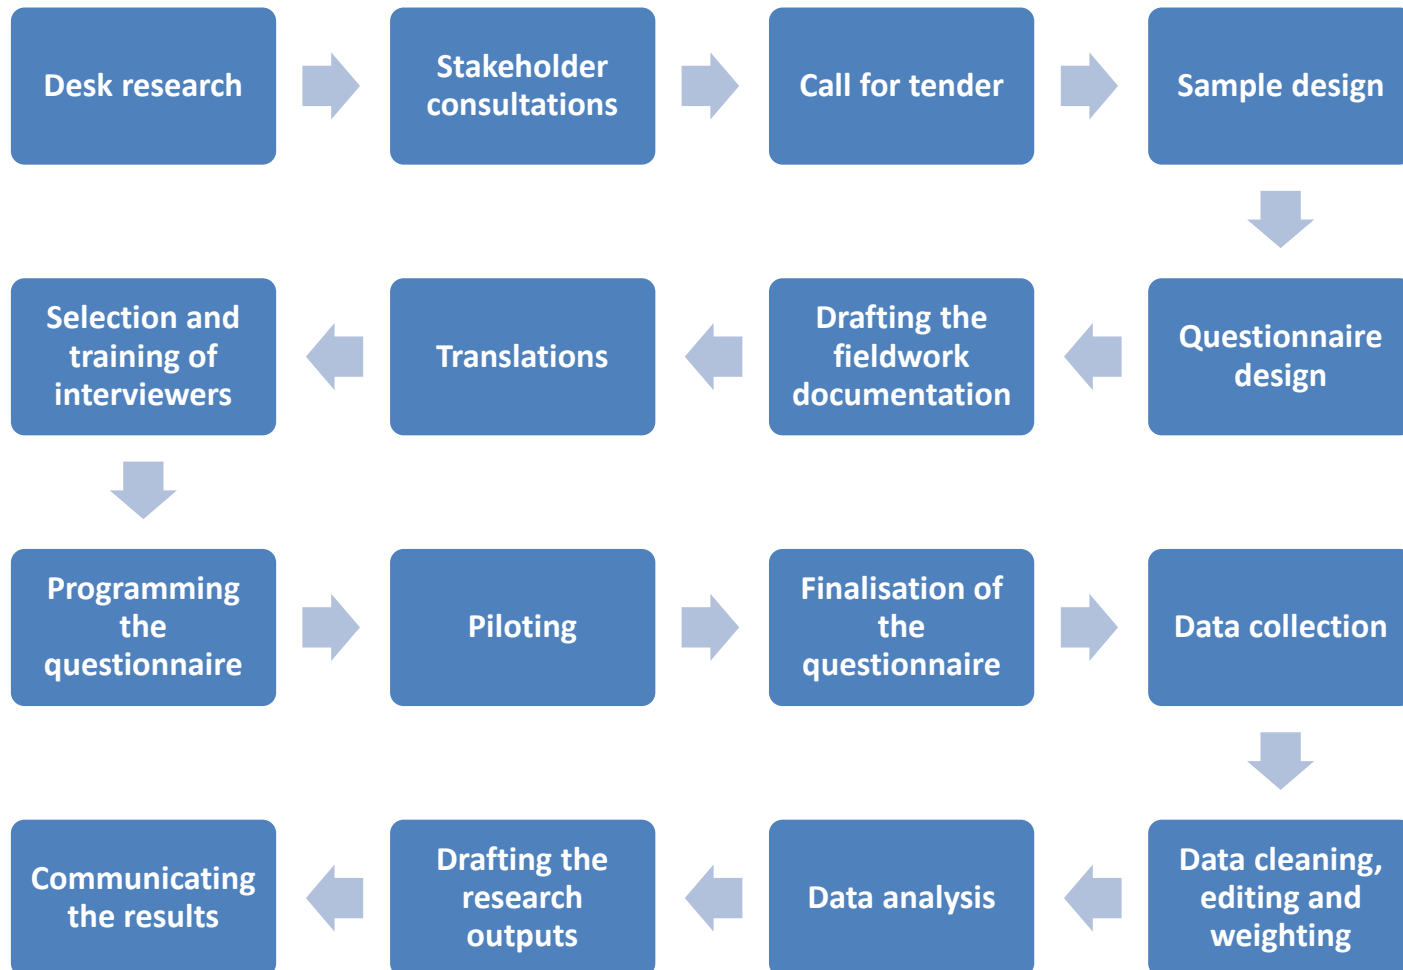 Desk research
Stakeholder
consultations
Call for tender
Sample design
Questionnaire
design
Drafting the
fieldwork
documentation
Translations
Selection and
training of
interviewers
Programming
the
questionnaire
Piloting
Finalisation of
the
questionnaire
Data collection
Data cleaning,
editing and
weighting
Data analysis
Drafting the
research
outputs
Communicating
the results